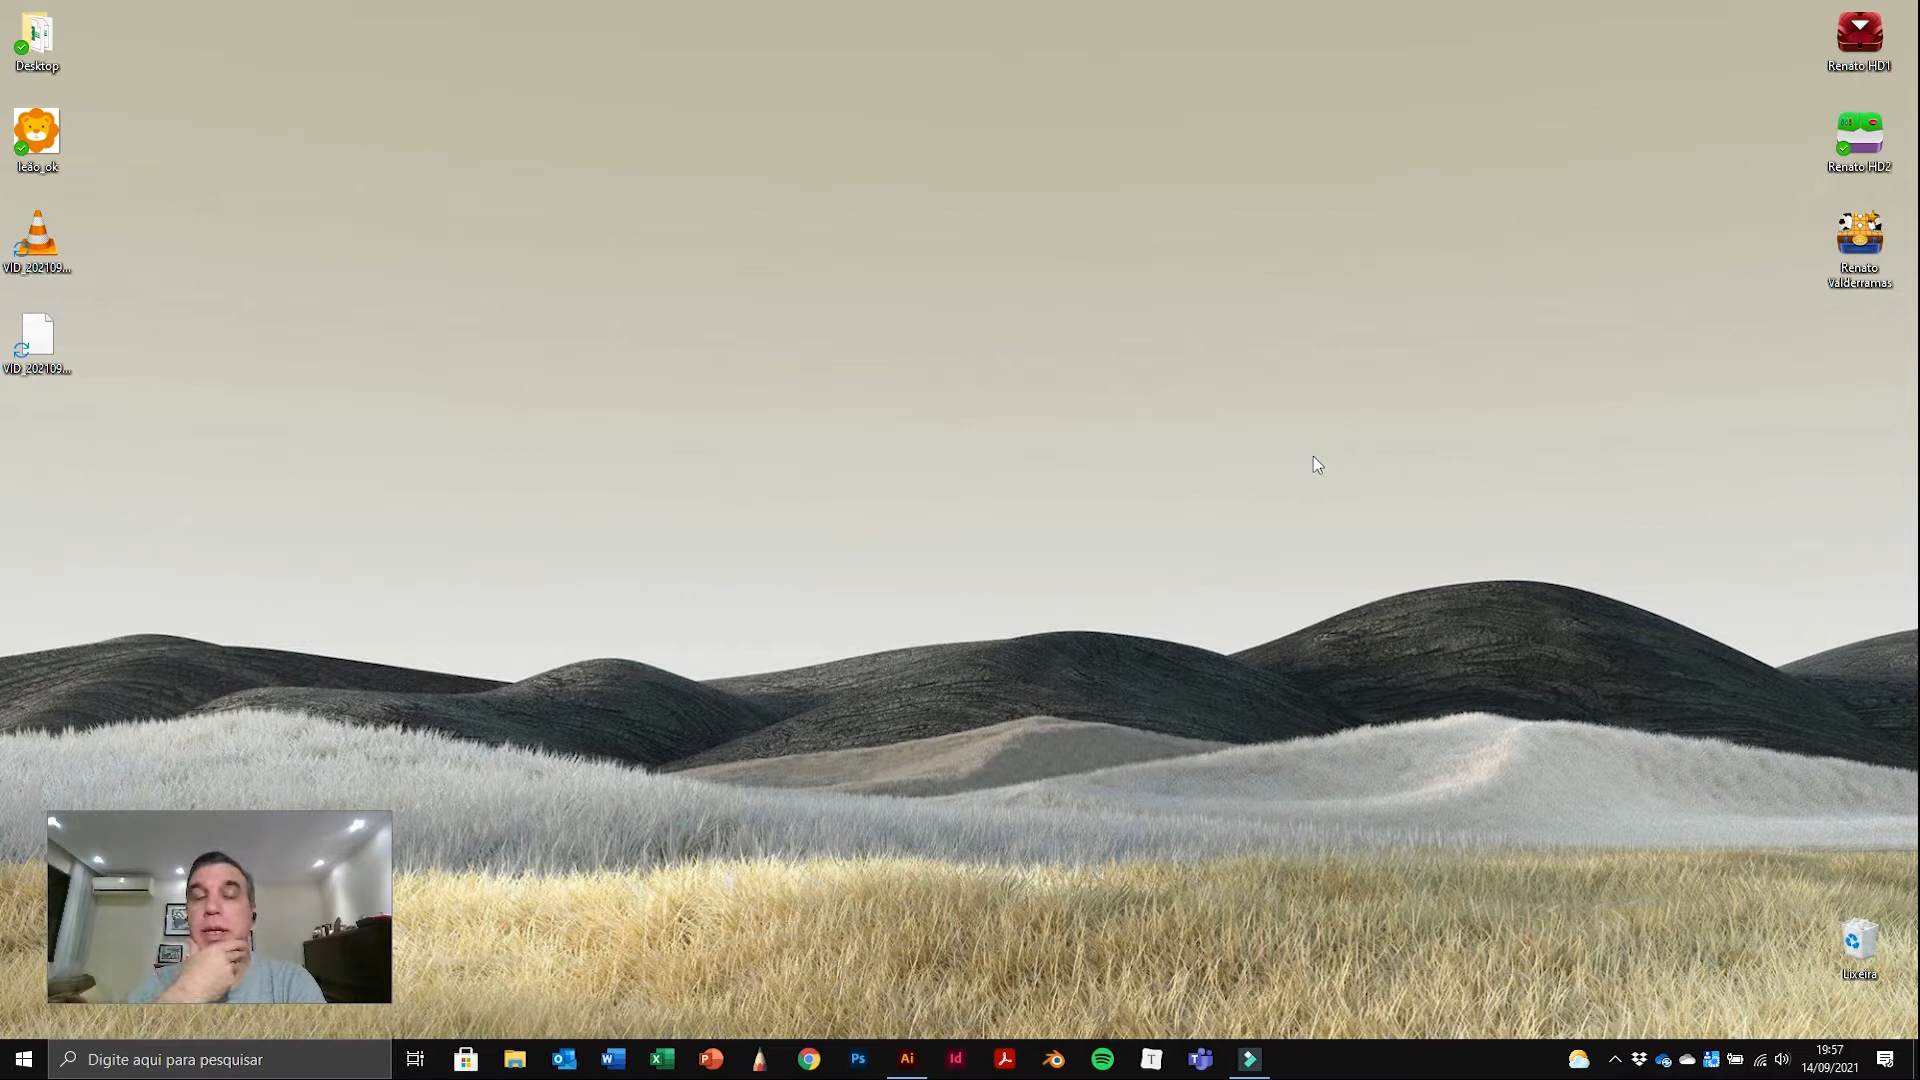 Desktop
Renato HD1
leão_ok
Renato HD2
VID_202109...
Renato
Valderramas
VID_202109...
Lixeira
Digite aqui para pesquisar
Ps
Ai
Id
T
19:57
14/09/2021